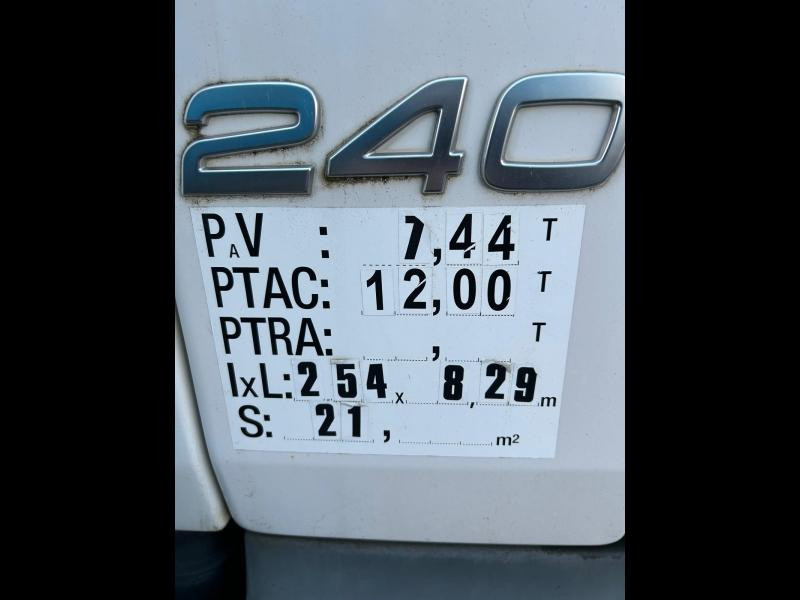 240
PAV : 7,44 T
PTAC: 12,00 T
PTRA: , T
IxL: 2,54 x 8,29 m
S: 21, m²